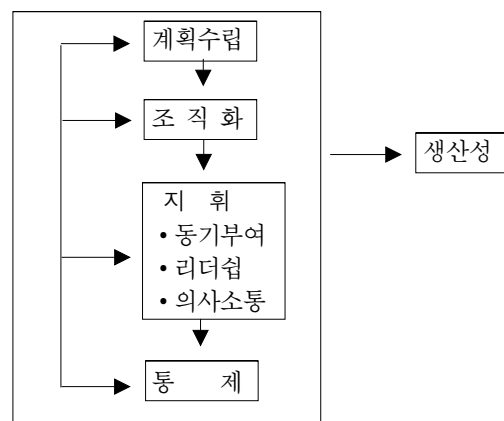 계획수립
조 직 화
생산성
지 휘
• 동기부여
• 리더쉽
• 의사소통
통 제